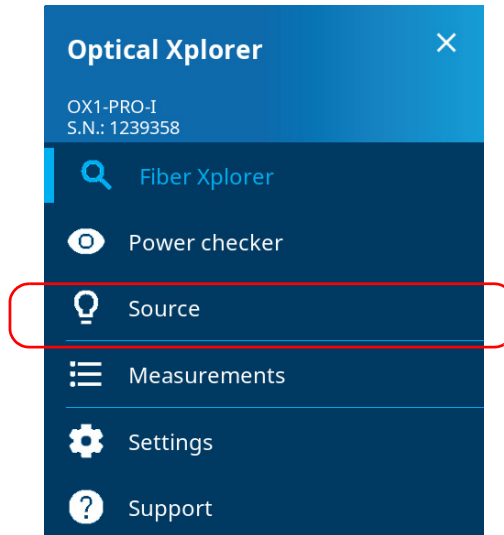 Optical Xplorer
OX1-PRO-I
S.N.: 1239358
Fiber Xplorer
Power checker
Source
Measurements
Settings
Support